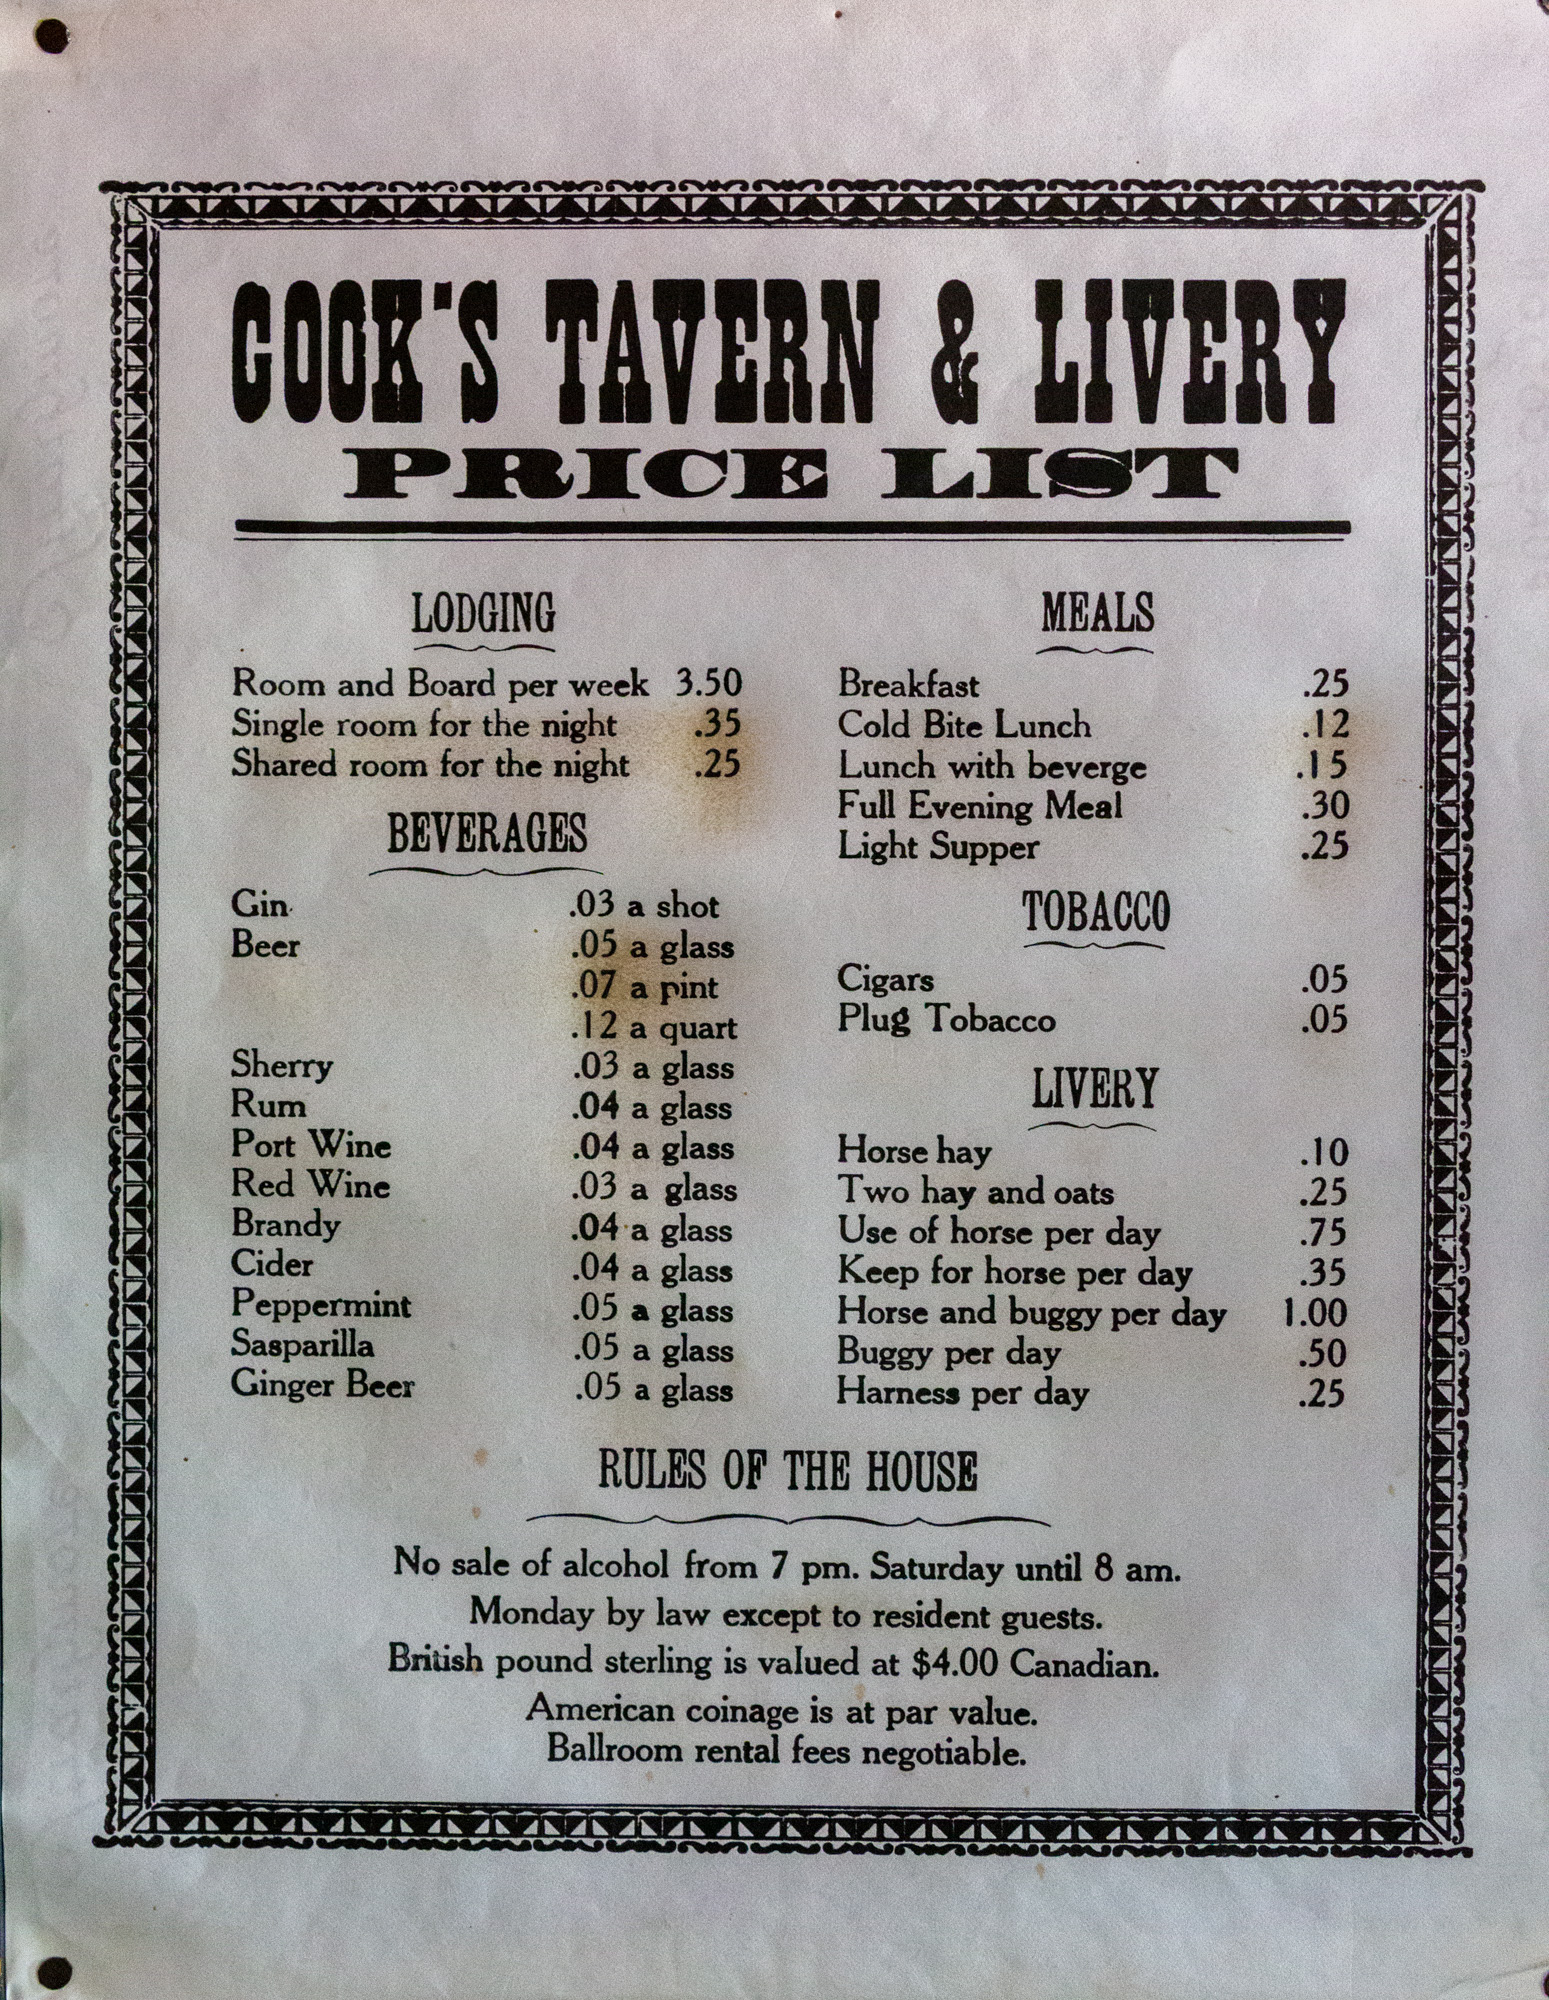 COOK'S TAVERN & LIVERY
PRICE LIST
LODGING
Room and Board per week 3.50
Single room for the night .35
Shared room for the night .25
BEVERAGES
Gin .03 a shot
Beer .05 a glass
.07 a pint
.12 a quart
Sherry .03 a glass
Rum .04 a glass
Port Wine .04 a glass
Red Wine .03 a glass
Brandy .04 a glass
Cider .04 a glass
Peppermint .05 a glass
Sasparilla .05 a glass
Ginger Beer .05 a glass
MEALS
Breakfast .25
Cold Bite Lunch .12
Lunch with beverge .15
Full Evening Meal .30
Light Supper .25
TOBACCO
Cigars .05
Plug Tobacco .05
LIVERY
Horse hay .10
Two hay and oats .25
Use of horse per day .75
Keep for horse per day .35
Horse and buggy per day 1.00
Buggy per day .50
Harness per day .25
RULES OF THE HOUSE
No sale of alcohol from 7 pm. Saturday until 8 am.
Monday by law except to resident guests.
British pound sterling is valued at $4.00 Canadian.
American coinage is at par value.
Ballroom rental fees negotiable.